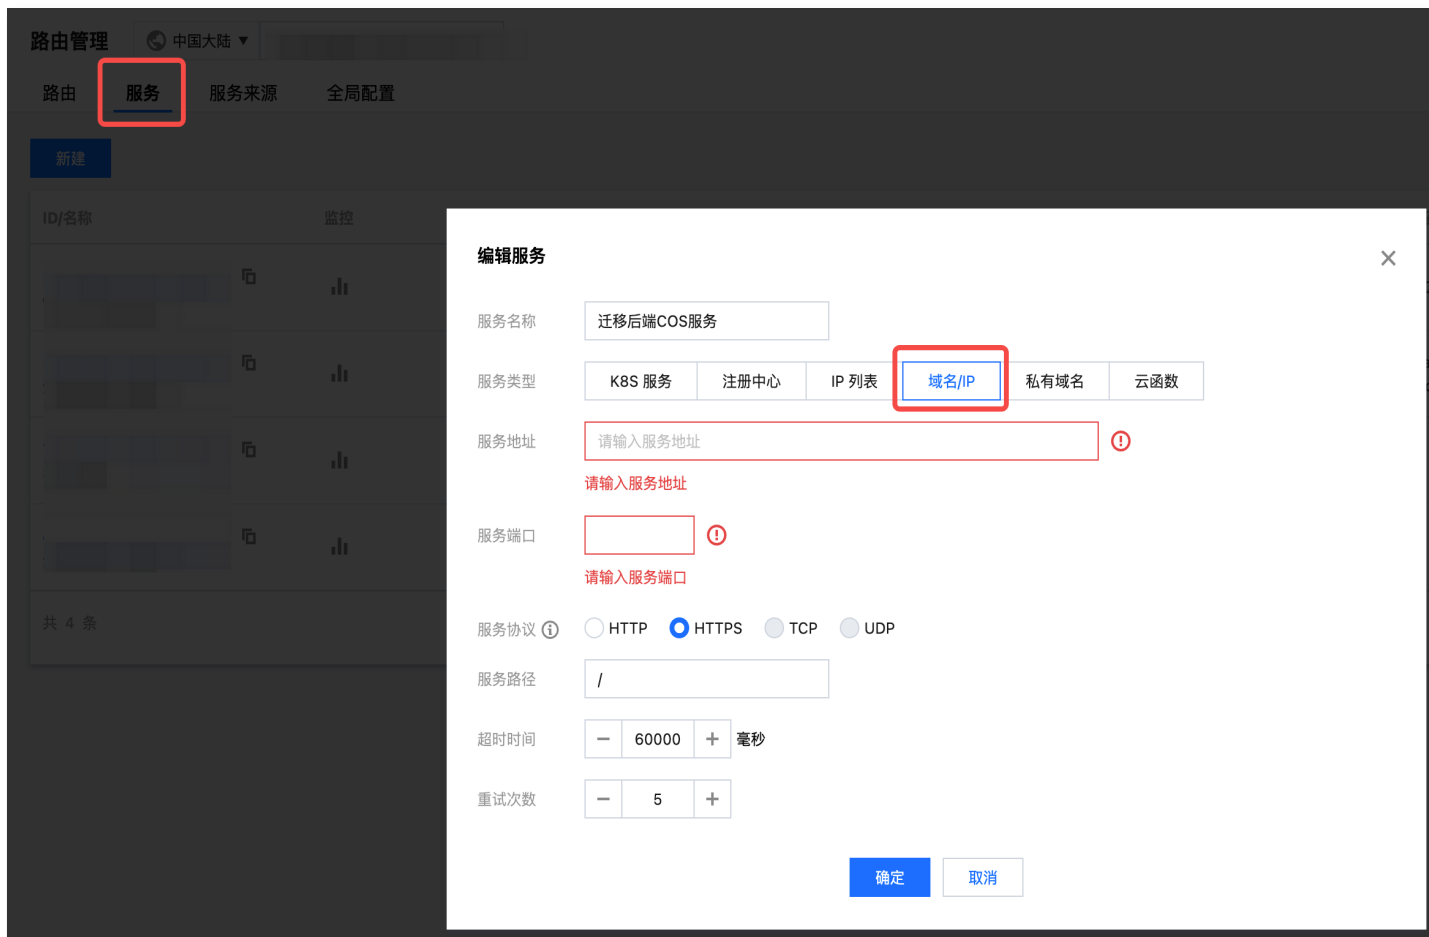 路由管理 中国大陆
路由 服务 服务来源 全局配置
新建
ID/名称 监控
共 4 条
编辑服务
服务名称 迁移后端COS服务
服务类型 K8S 服务 注册中心 IP 列表 域名/IP 私有域名 云函数
服务地址 请输入服务地址
请输入服务地址
服务端口
请输入服务端口
服务协议 HTTP HTTPS TCP UDP
服务路径 /
超时时间 − 60000 + 毫秒
重试次数 − 5 +
确定 取消